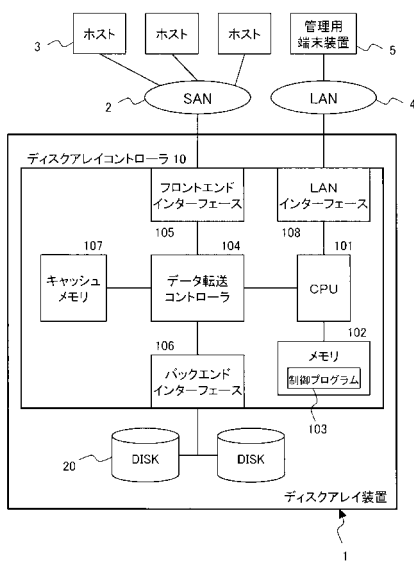 ホスト
ホスト
ホスト
管理用
端末装置
3
5
SAN
LAN
2
4
ディスクアレイコントローラ 10
フロントエンド
インターフェース
LAN
インターフェース
107
105
104
108
101
キャッシュ
メモリ
データ転送
コントローラ
CPU
106
102
バックエンド
インターフェース
メモリ
制御プログラム
103
20
DISK
DISK
ディスクアレイ装置
1